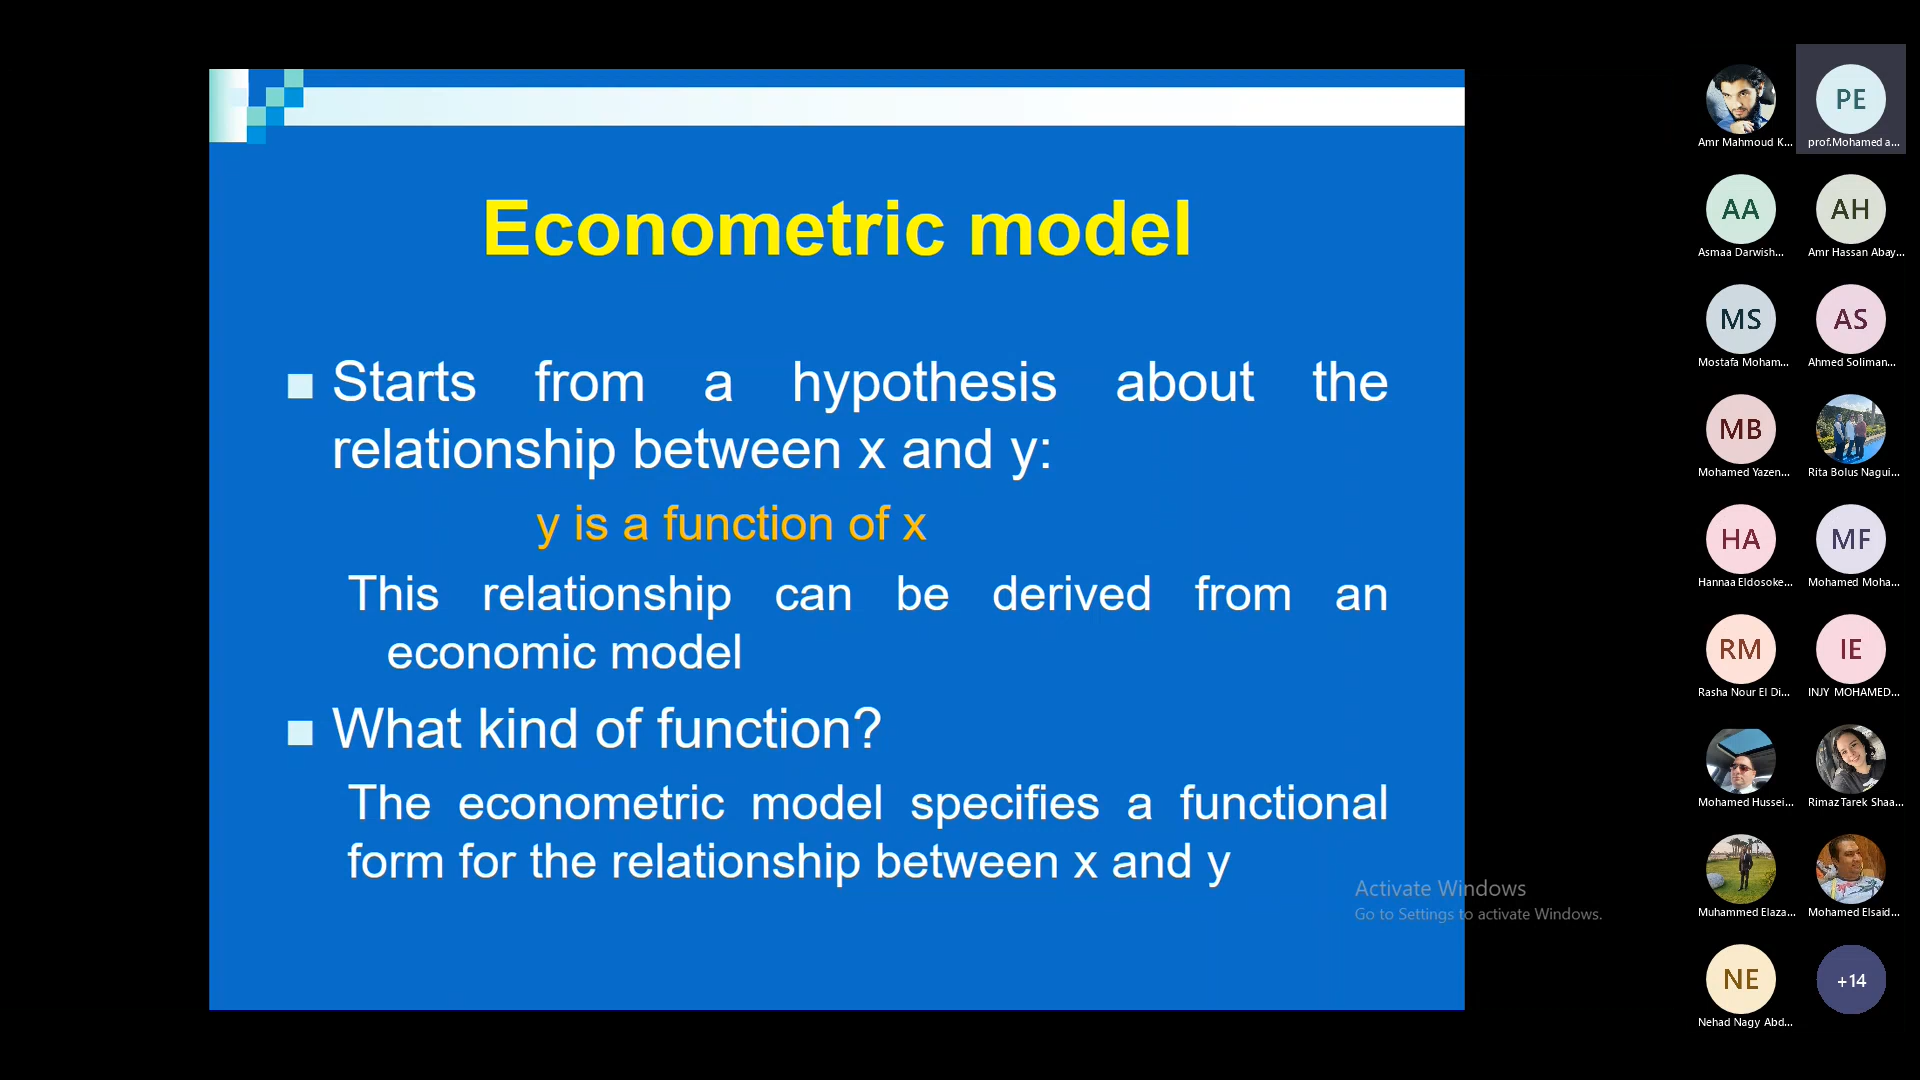 Econometric model
Starts from a hypothesis about the
relationship between x and y:
y is a function of x
This relationship can be derived from an
economic model
What kind of function?
The econometric model specifies a functional
form for the relationship between x and y
Activate Windows
Go to Settings to activate Windows.
Amr Mahmoud K...
PE
prof.Mohamed a...
AA
Asmaa Darwish...
AH
Amr Hassan Abay...
MS
Mostafa Moham...
AS
Ahmed Soliman...
MB
Mohamed Yazen...
Rita Bolus Nagui...
HA
Hannaa Eldosoke...
MF
Mohamed Moha...
RM
Rasha Nour El Di...
IE
INJY MOHAMED...
Mohamed Hussei...
Rimaz Tarek Shaa...
Muhammed Elaza...
Mohamed Elsaid...
NE
Nehad Nagy Abd...
+14